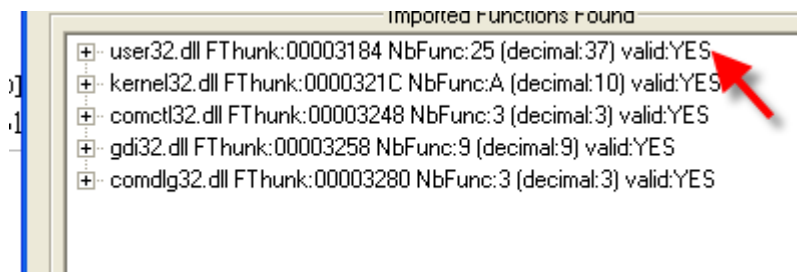 Imported Functions Found
user32.dll FThunk:00003184 NbFunc:25 (decimal:37) valid:YES
kernel32.dll FThunk:0000321C NbFunc:A (decimal:10) valid:YES
comctl32.dll FThunk:00003248 NbFunc:3 (decimal:3) valid:YES
gdi32.dll FThunk:00003258 NbFunc:9 (decimal:9) valid:YES
comdlg32.dll FThunk:00003280 NbFunc:3 (decimal:3) valid:YES